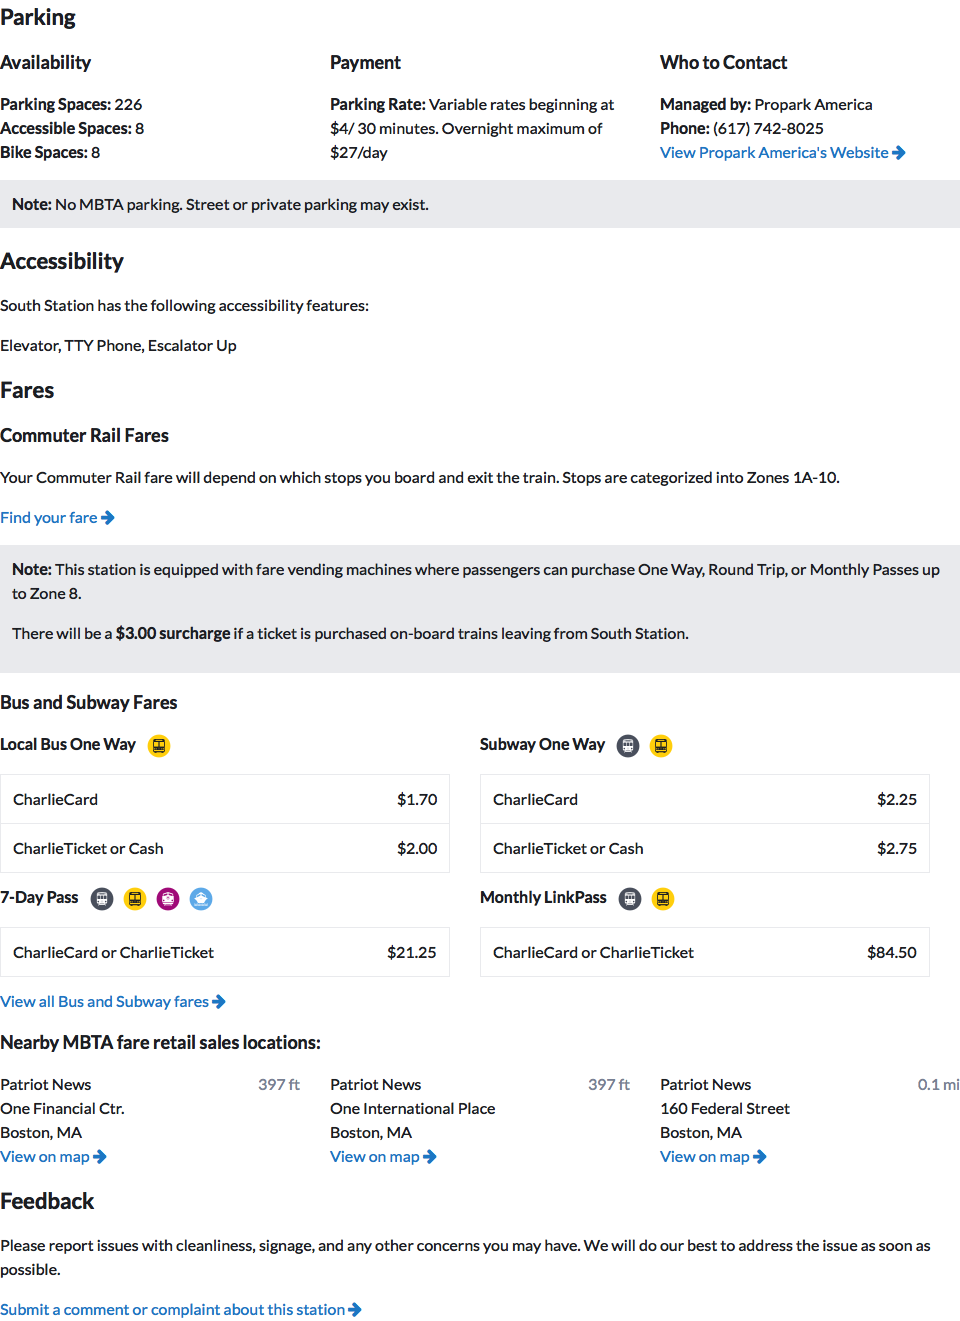 Parking
Availability
Parking Spaces: 226
Accessible Spaces: 8
Bike Spaces: 8
Payment
Parking Rate: Variable rates beginning at
$4/ 30 minutes. Overnight maximum of
$27/day
Who to Contact
Managed by: Propark America
Phone: (617) 742-8025
View Propark America's Website
Note: No MBTA parking. Street or private parking may exist.
Accessibility
South Station has the following accessibility features:
Elevator, TTY Phone, Escalator Up
Fares
Commuter Rail Fares
Your Commuter Rail fare will depend on which stops you board and exit the train. Stops are categorized into Zones 1A-10.
Find your fare
Note: This station is equipped with fare vending machines where passengers can purchase One Way, Round Trip, or Monthly Passes up
to Zone 8.
There will be a $3.00 surcharge if a ticket is purchased on-board trains leaving from South Station.
Bus and Subway Fares
Local Bus One Way
CharlieCard $1.70
CharlieTicket or Cash $2.00
Subway One Way
CharlieCard $2.25
CharlieTicket or Cash $2.75
7-Day Pass
CharlieCard or CharlieTicket $21.25
Monthly LinkPass
CharlieCard or CharlieTicket $84.50
View all Bus and Subway fares
Nearby MBTA fare retail sales locations:
Patriot News 397 ft
One Financial Ctr.
Boston, MA
View on map
Patriot News 397 ft
One International Place
Boston, MA
View on map
Patriot News 0.1 mi
160 Federal Street
Boston, MA
View on map
Feedback
Please report issues with cleanliness, signage, and any other concerns you may have. We will do our best to address the issue as soon as
possible.
Submit a comment or complaint about this station